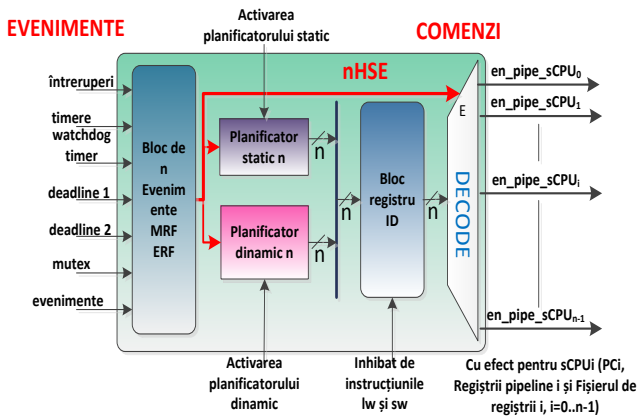 EVENIMENTE
Activarea
planificatorului static
COMENZI
nHSE
întreruperi
timere
watchdog
timer
deadline 1
deadline 2
mutex
evenimente
Bloc de
n
Evenim
ente
MRF
ERF
Planificator
static n
n
Planificator
dinamic n
n
n
Bloc
registru
ID
n
E
DECODE
en_pipe_sCPU0
en_pipe_sCPU1
en_pipe_sCPUi
en_pipe_sCPUn-1
Activarea
planificatorului
dinamic
Inhibat de
instrucțiunile
lw și sw
Cu efect pentru sCPUi (PCi,
Regiștrii pipeline i și Fișierul de
regiștrii i, i=0..n-1)